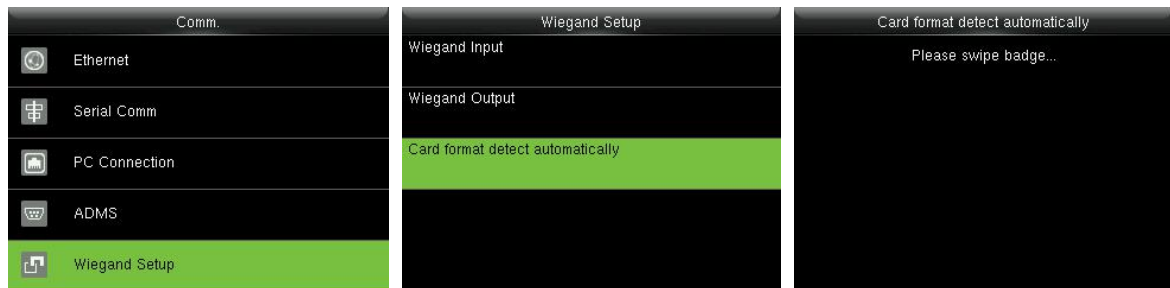 Comm.
Ethernet
Serial Comm
PC Connection
ADMS
Wiegand Setup
Wiegand Setup
Wiegand Input
Wiegand Output
Card format detect automatically
Card format detect automatically
Please swipe badge...